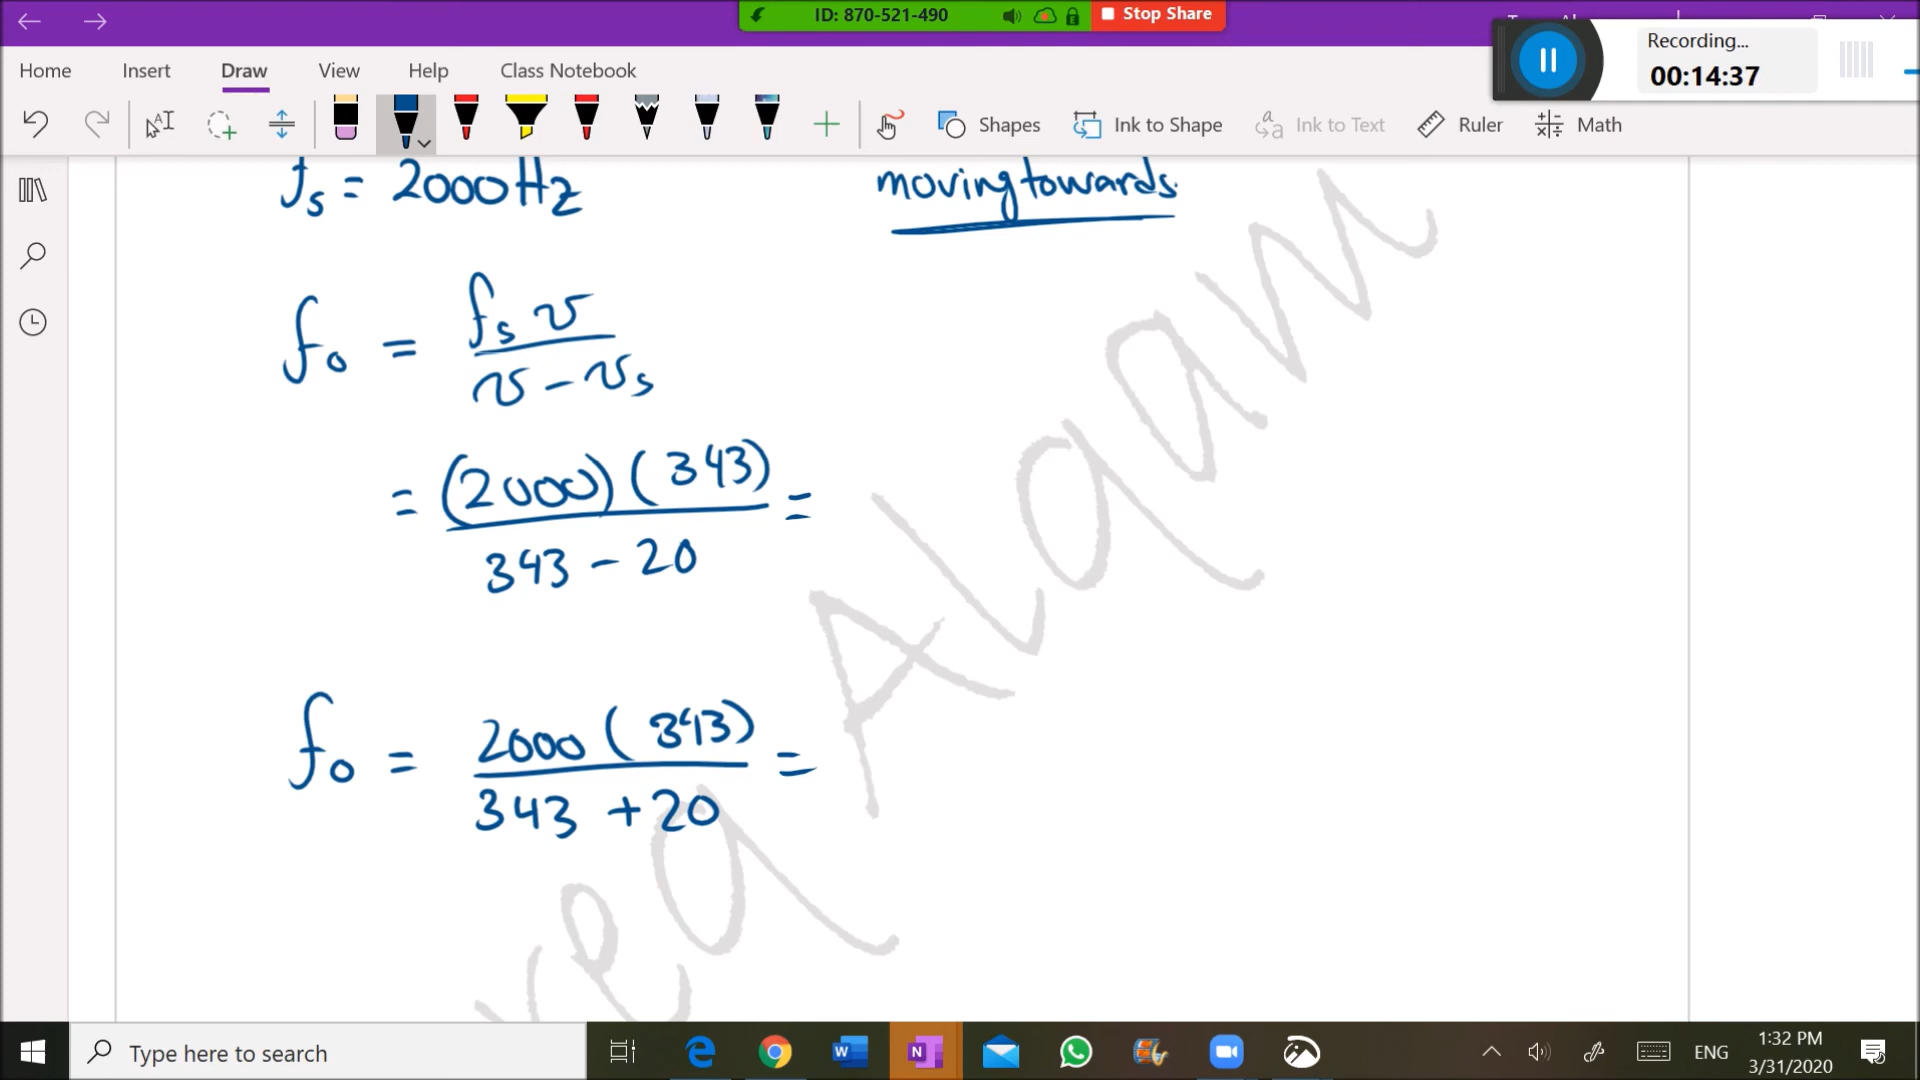 ID: 870-521-490 Stop Share
Recording...
00:14:37
Home Insert Draw View Help Class Notebook
Shapes Ink to Shape Ink to Text Ruler Math
fs = 2000Hz
moving towards
fo = fs v / v - vs
= (2000) (343) / 343 - 20 =
fo = 2000 (343) / 343 + 20 =
Alqam
Type here to search
ENG
1:32 PM
3/31/2020